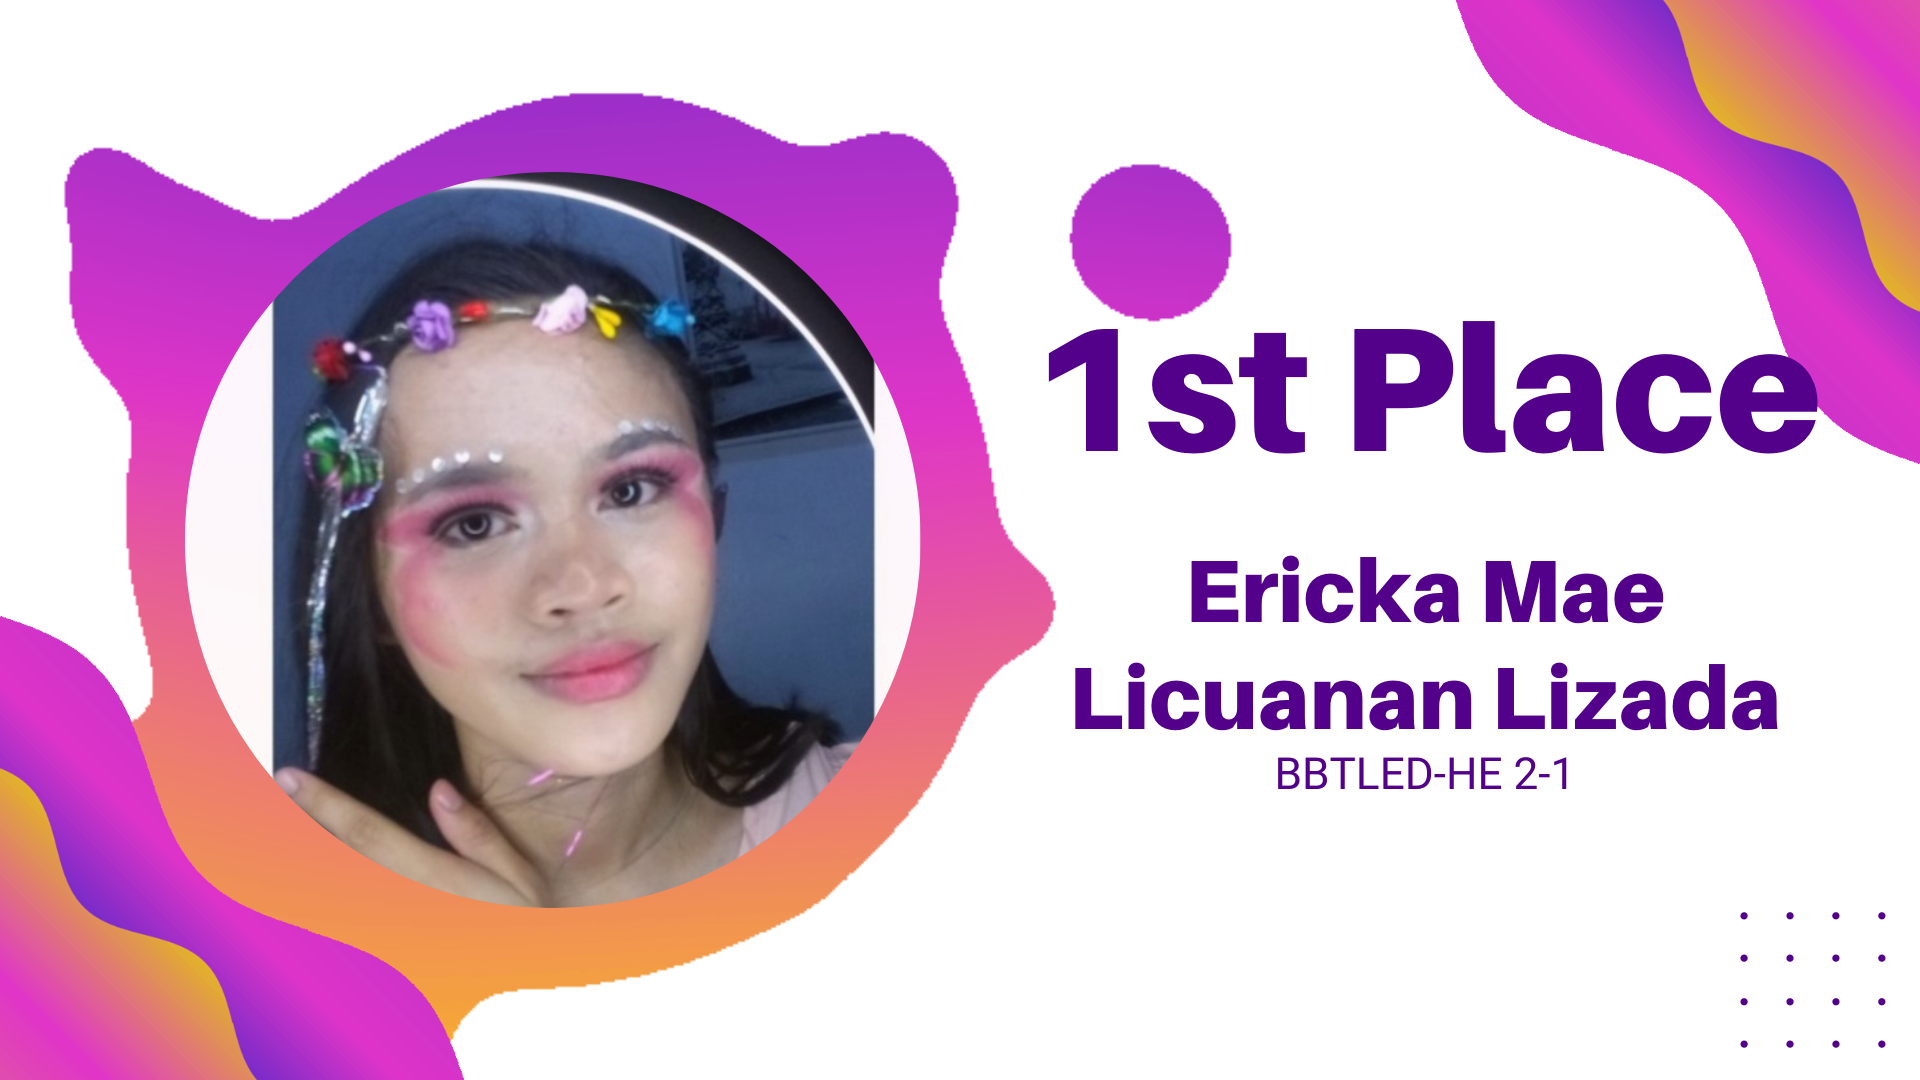 1st Place
Ericka Mae
Licuanan Lizada
BBTLED-HE 2-1